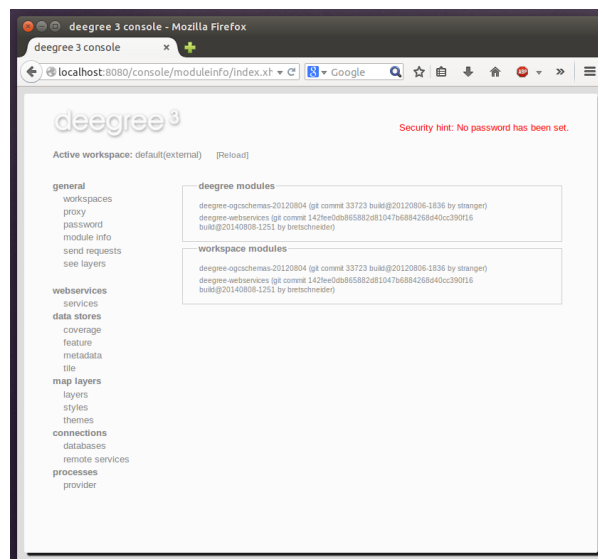 deegree 3 console - Mozilla Firefox
deegree 3 console
localhost:8080/console/moduleinfo/index.xh
Google
ABP
deegree 3
Security hint: No password has been set.
Active workspace: default(external) [Reload]
general
workspaces
proxy
password
module info
send requests
see layers
webservices
services
data stores
coverage
feature
metadata
tile
map layers
layers
styles
themes
connections
databases
remote services
processes
provider
deegree modules
deegree-ogcschemas-20120804 (git commit 33723 build@20120806-1836 by stranger)
deegree-webservices (git commit 142fee0db865882d81047b6884268d40cc390f16
build@20140808-1251 by bretschneider)
workspace modules
deegree-ogcschemas-20120804 (git commit 33723 build@20120806-1836 by stranger)
deegree-webservices (git commit 142fee0db865882d81047b6884268d40cc390f16
build@20140808-1251 by bretschneider)